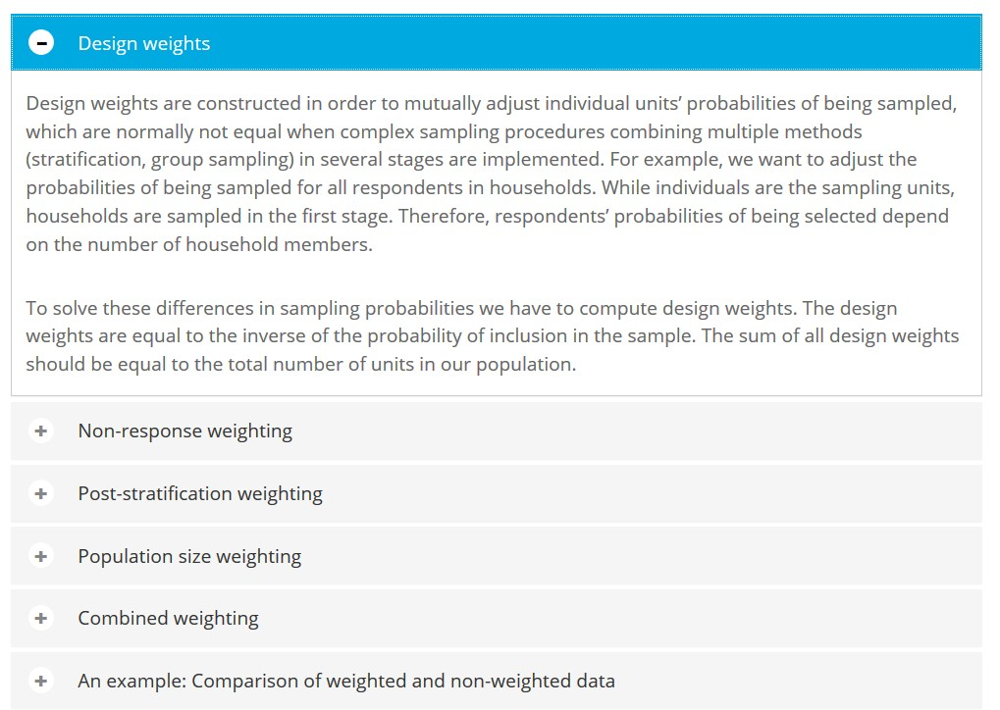 Design weights
Design weights are constructed in order to mutually adjust individual units’ probabilities of being sampled,
which are normally not equal when complex sampling procedures combining multiple methods
(stratification, group sampling) in several stages are implemented. For example, we want to adjust the
probabilities of being sampled for all respondents in households. While individuals are the sampling units,
households are sampled in the first stage. Therefore, respondents’ probabilities of being selected depend
on the number of household members.
To solve these differences in sampling probabilities we have to compute design weights. The design
weights are equal to the inverse of the probability of inclusion in the sample. The sum of all design weights
should be equal to the total number of units in our population.
Non-response weighting
Post-stratification weighting
Population size weighting
Combined weighting
An example: Comparison of weighted and non-weighted data